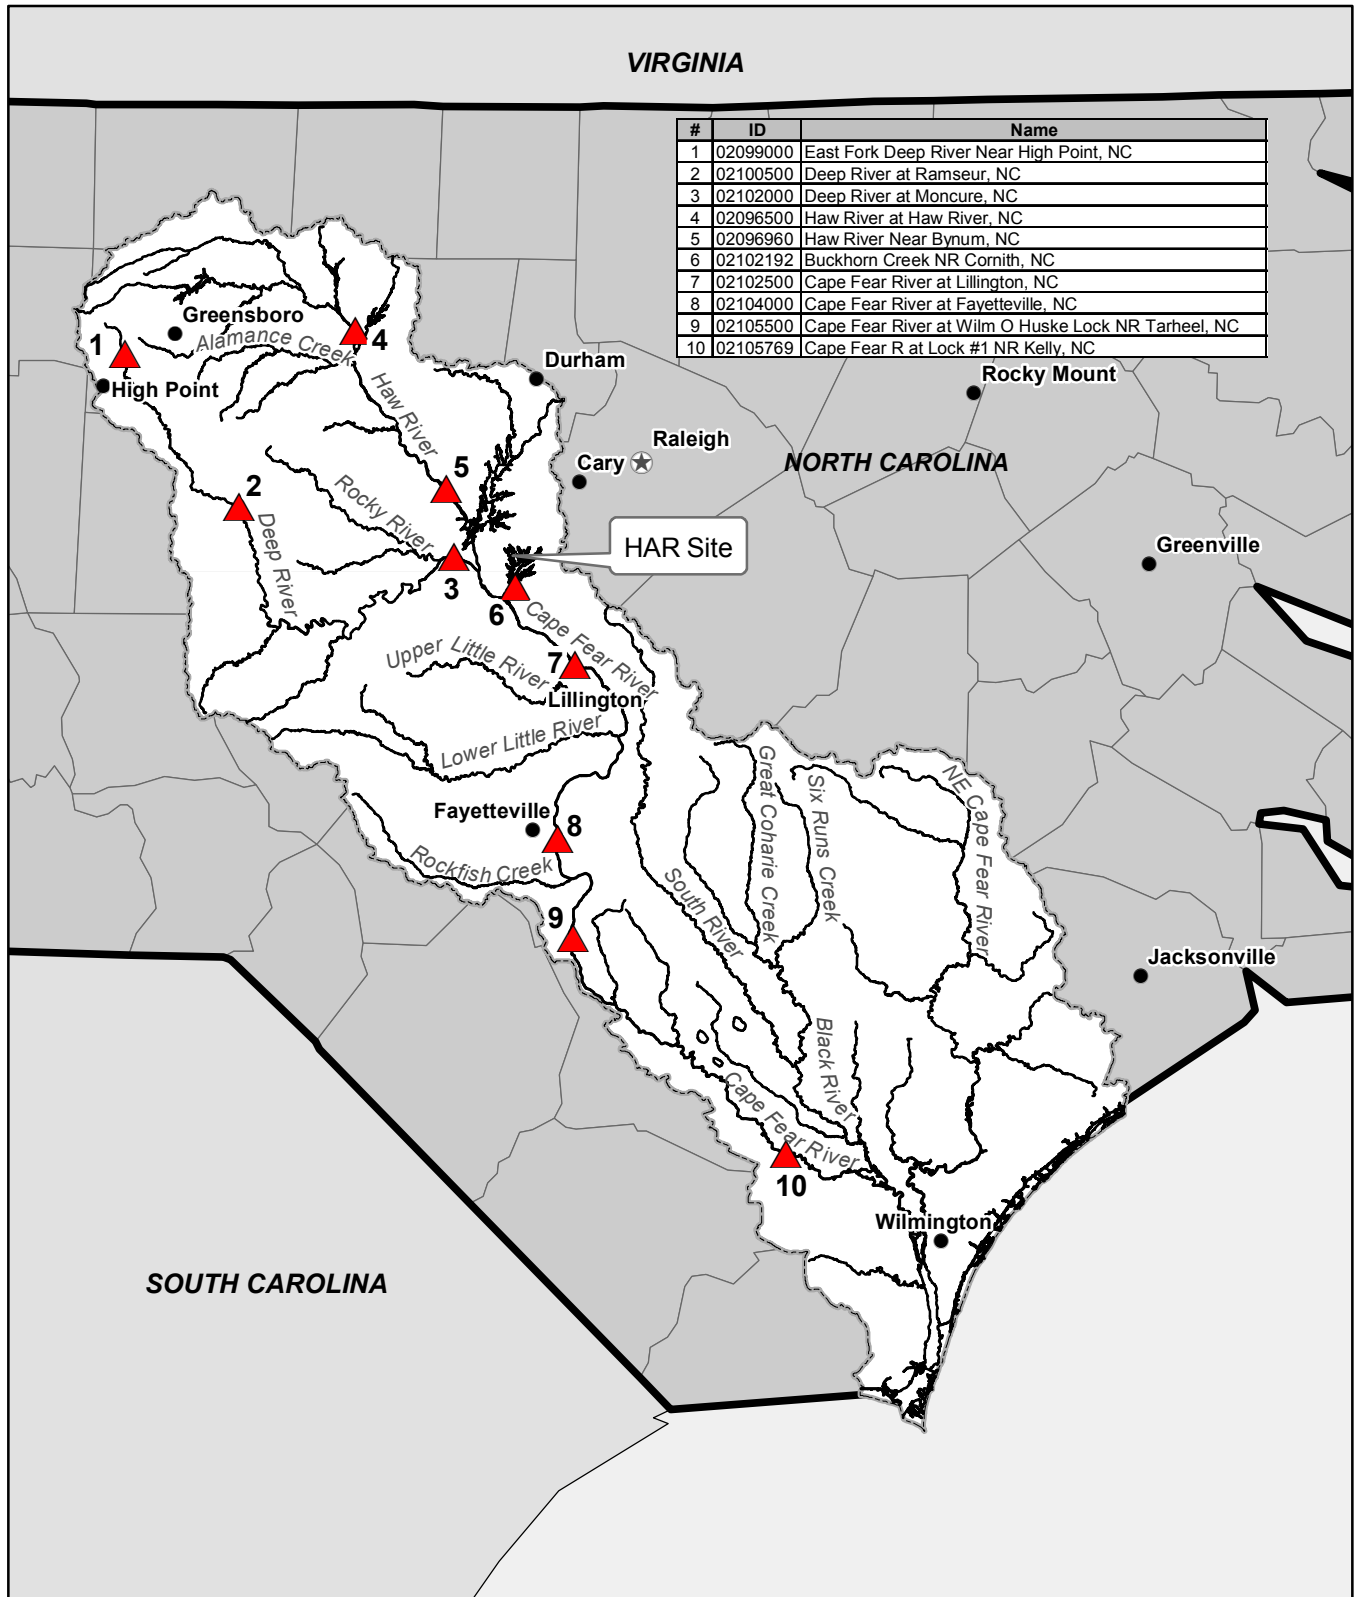 VIRGINIA
# ID Name
1 02099000 East Fork Deep River Near High Point, NC
2 02100500 Deep River at Ramseur, NC
3 02102000 Deep River at Moncure, NC
4 02096500 Haw River at Haw River, NC
5 02096960 Haw River Near Bynum, NC
6 02102192 Buckhorn Creek NR Cornith, NC
7 02102500 Cape Fear River at Lillington, NC
8 02104000 Cape Fear River at Fayetteville, NC
9 02105500 Cape Fear River at Wilm O Huske Lock NR Tarheel, NC
10 02105769 Cape Fear R at Lock #1 NR Kelly, NC
Greensboro
Alamance Creek
4
1
High Point
Durham
Rocky Mount
Haw River
Raleigh
Cary
NORTH CAROLINA
5
2
Rocky River
Deep River
HAR Site
Greenville
3
6
Cape Fear River
Upper Little River
7
Lillington
Lower Little River
Great Coharie Creek
Six Runs Creek
NE Cape Fear River
Fayetteville
8
Rockfish Creek
South River
9
Jacksonville
Black River
Cape Fear River
10
Wilmington
SOUTH CAROLINA